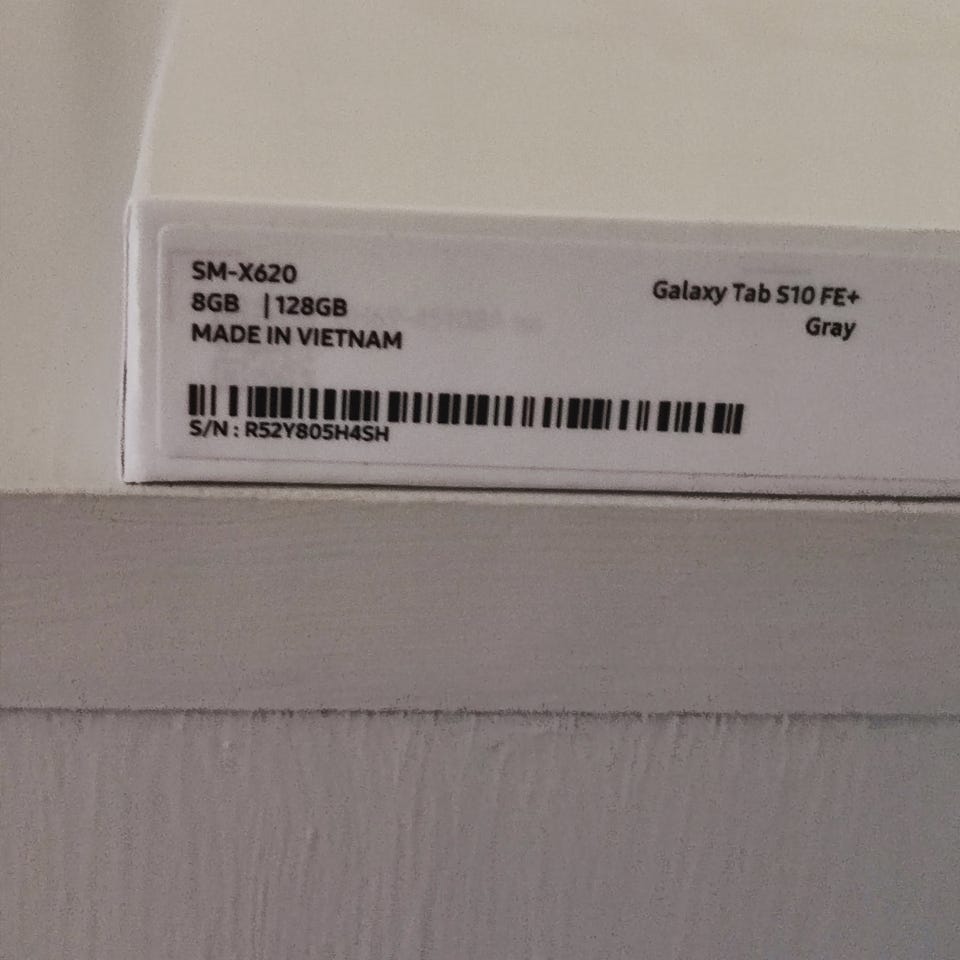 SM-X620
8GB | 128GB
MADE IN VIETNAM
Galaxy Tab S10 FE+
Gray
S/N : R52Y805H4SH